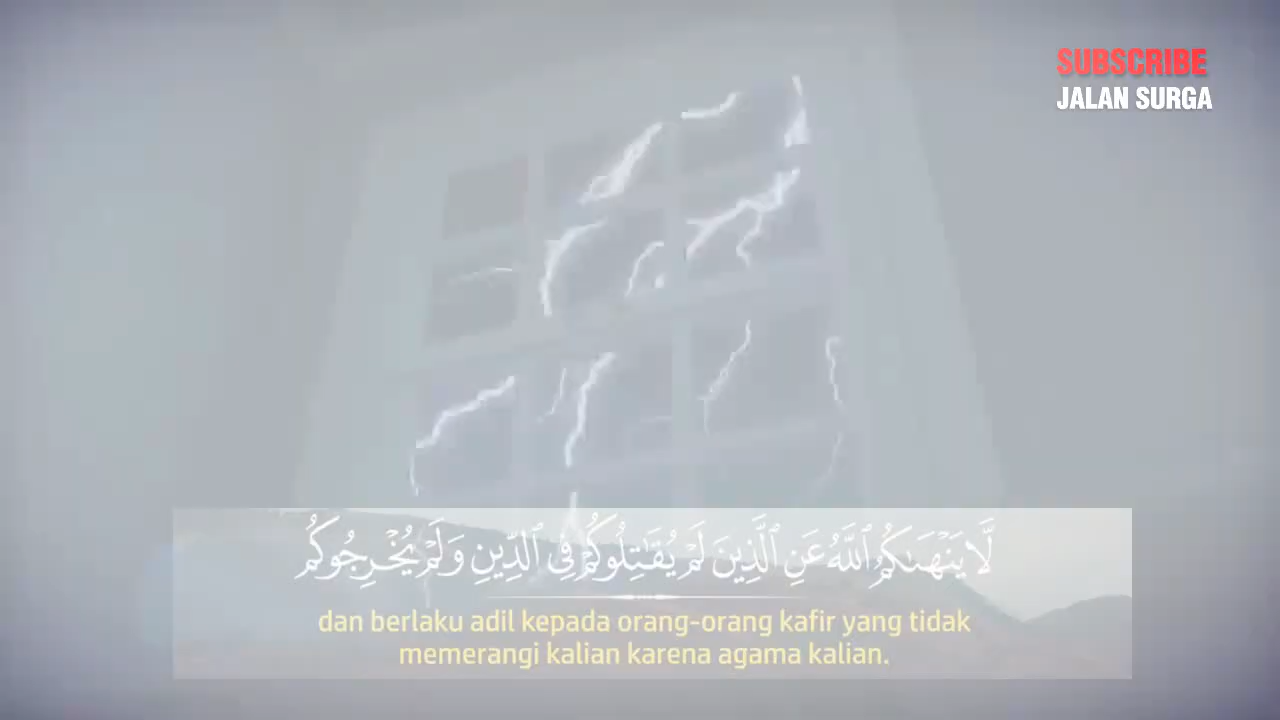 SUBSCRIBE
JALAN SURGA
لَّا يَنْهَىٰكُمُ ٱللَّهُ عَنِ ٱلَّذِينَ لَمْ يُقَٰتِلُوكُمْ فِى ٱلدِّينِ وَلَمْ يُخْرِجُوكُم
dan berlaku adil kepada orang-orang kafir yang tidak
memerangi kalian karena agama kalian.